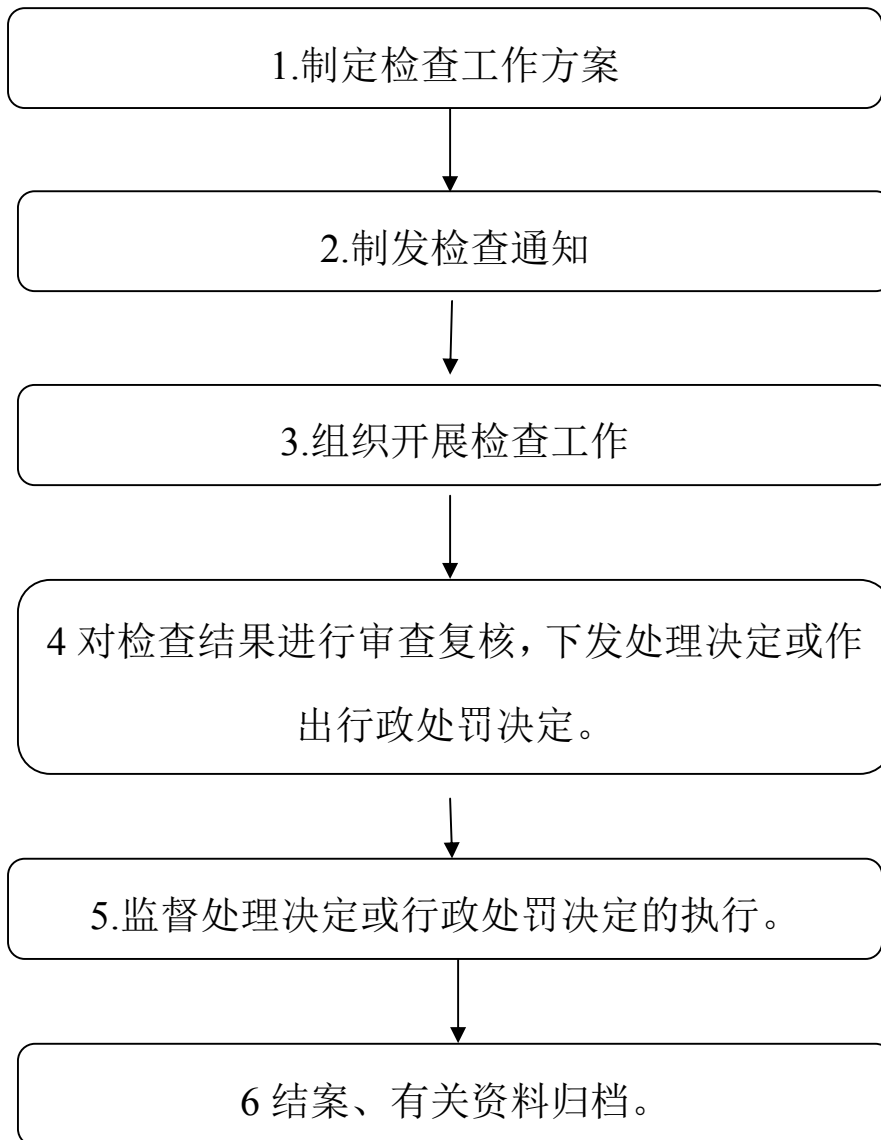 1.制定检查工作方案
2.制发检查通知
3.组织开展检查工作
4 对检查结果进行审查复核，下发处理决定或作
出行政处罚决定。
5.监督处理决定或行政处罚决定的执行。
6 结案、有关资料归档。